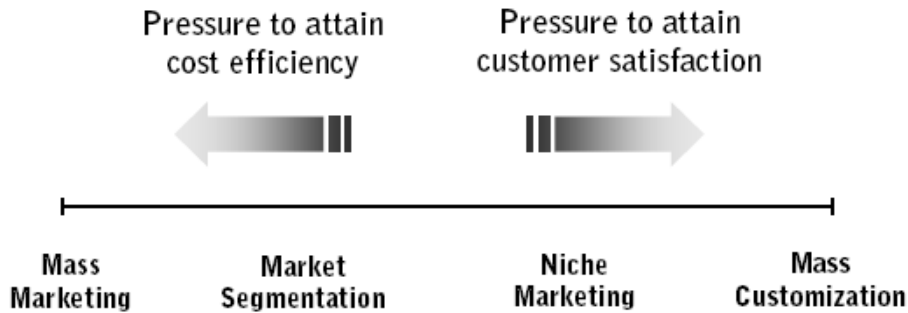 Pressure to attain
cost efficiency
Pressure to attain
customer satisfaction
Mass
Marketing
Market
Segmentation
Niche
Marketing
Mass
Customization